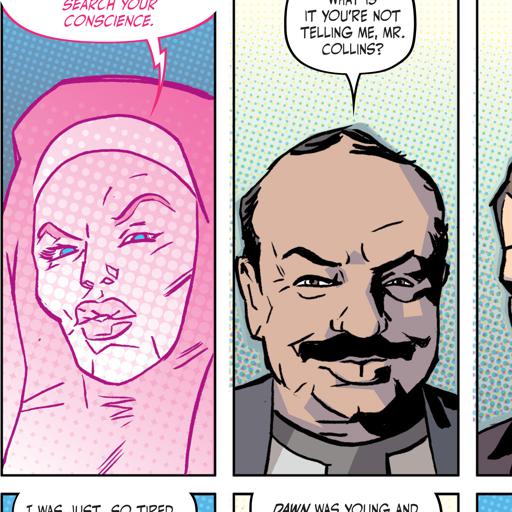 SEARCH YOUR
CONSCIENCE.
WHAT IS
IT YOU'RE NOT
TELLING ME, MR.
COLLINS?
I WAS JUST SO TIRED
DAWN WAS YOUNG AND